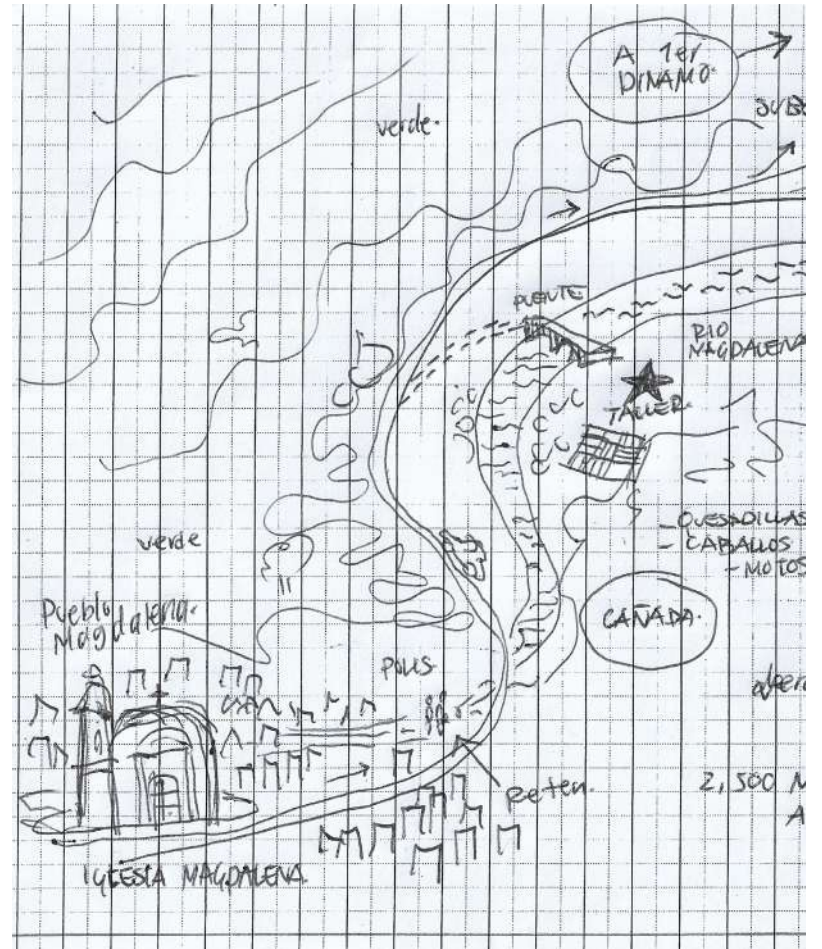 A 1er
DINAMO.
verde.
PUENTE
RIO
MAGDALENA
TALLER.
- QUESADILLAS
- CABALLOS
- MOTOS
verde
CAÑADA.
Pueblo
Magdalena.
POLIS
Reten.
2,500 M
A
IGLESIA MAGDALENA